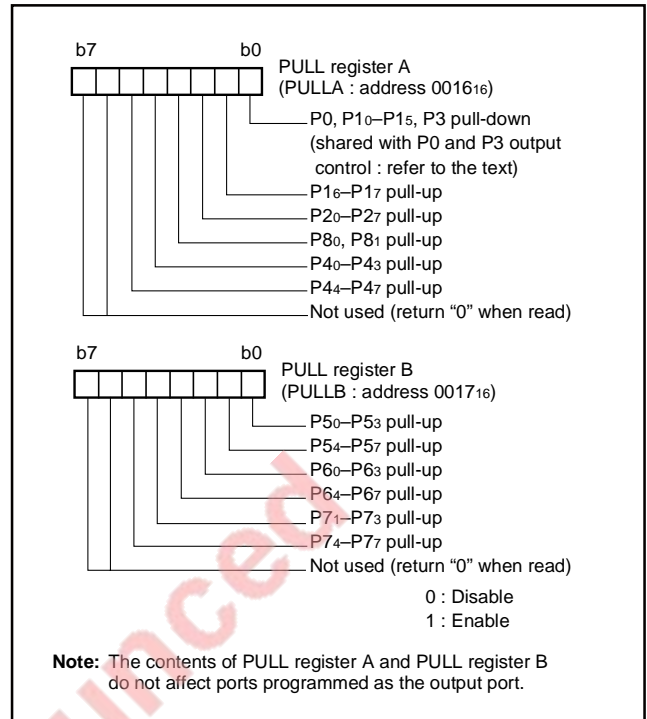 b7 b0
PULL register A
(PULLA : address 0016₁₆)
P0, P1₀–P1₅, P3 pull-down
(shared with P0 and P3 output
control : refer to the text)
P1₆–P1₇ pull-up
P2₀–P2₇ pull-up
P8₀, P8₁ pull-up
P4₀–P4₃ pull-up
P4₄–P4₇ pull-up
Not used (return “0” when read)
b7 b0
PULL register B
(PULLB : address 0017₁₆)
P5₀–P5₃ pull-up
P5₄–P5₇ pull-up
P6₀–P6₃ pull-up
P6₄–P6₇ pull-up
P7₁–P7₃ pull-up
P7₄–P7₇ pull-up
Not used (return “0” when read)
0 : Disable
1 : Enable
Note: The contents of PULL register A and PULL register B
do not affect ports programmed as the output port.
unced